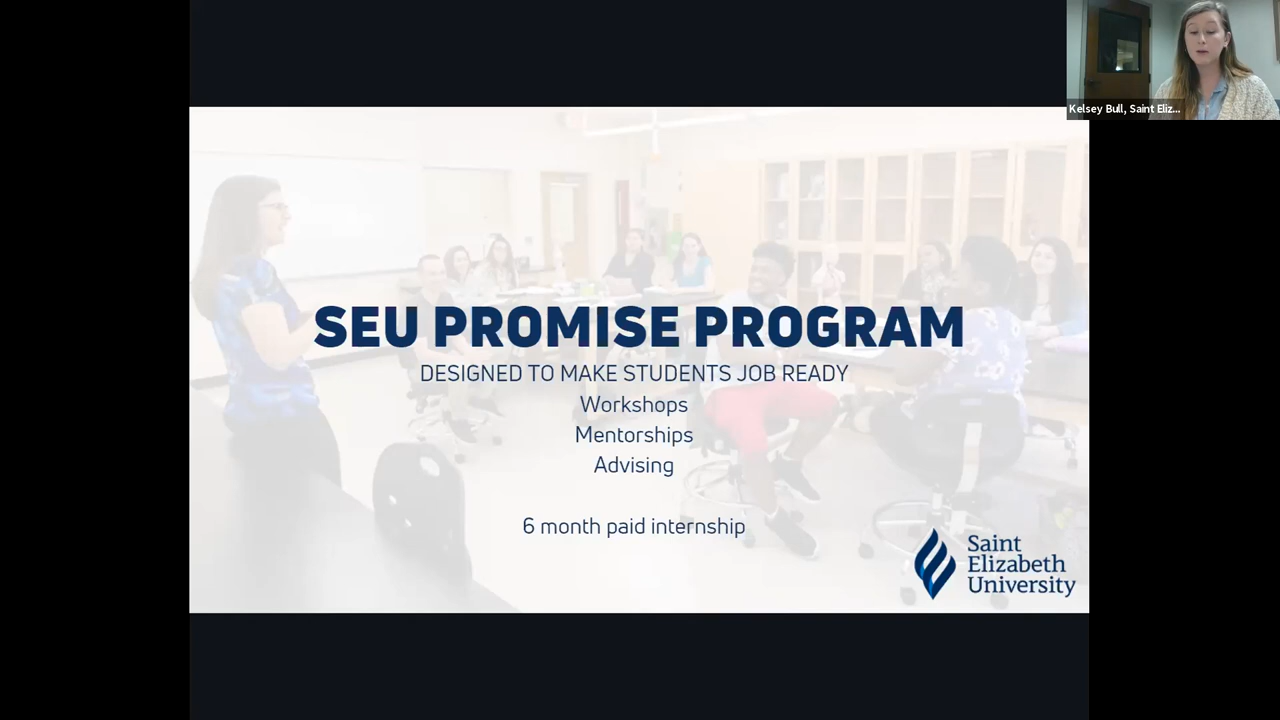 Kelsey Bull, Saint Eliz...
SEU PROMISE PROGRAM
DESIGNED TO MAKE STUDENTS JOB READY
Workshops
Mentorships
Advising
6 month paid internship
Saint
Elizabeth
University